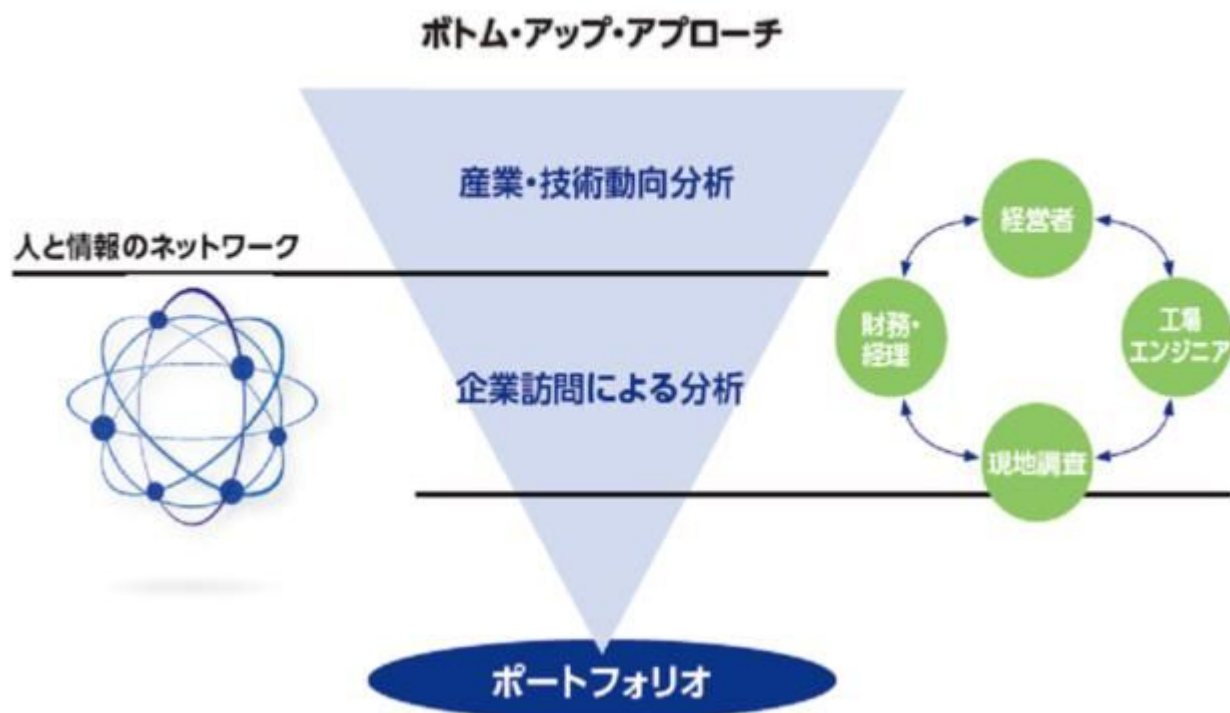 ボトム・アップ・アプローチ
産業・技術動向分析
人と情報のネットワーク
経営者
財務・
経理
工場
エンジニア
企業訪問による分析
現地調査
ポートフォリオ